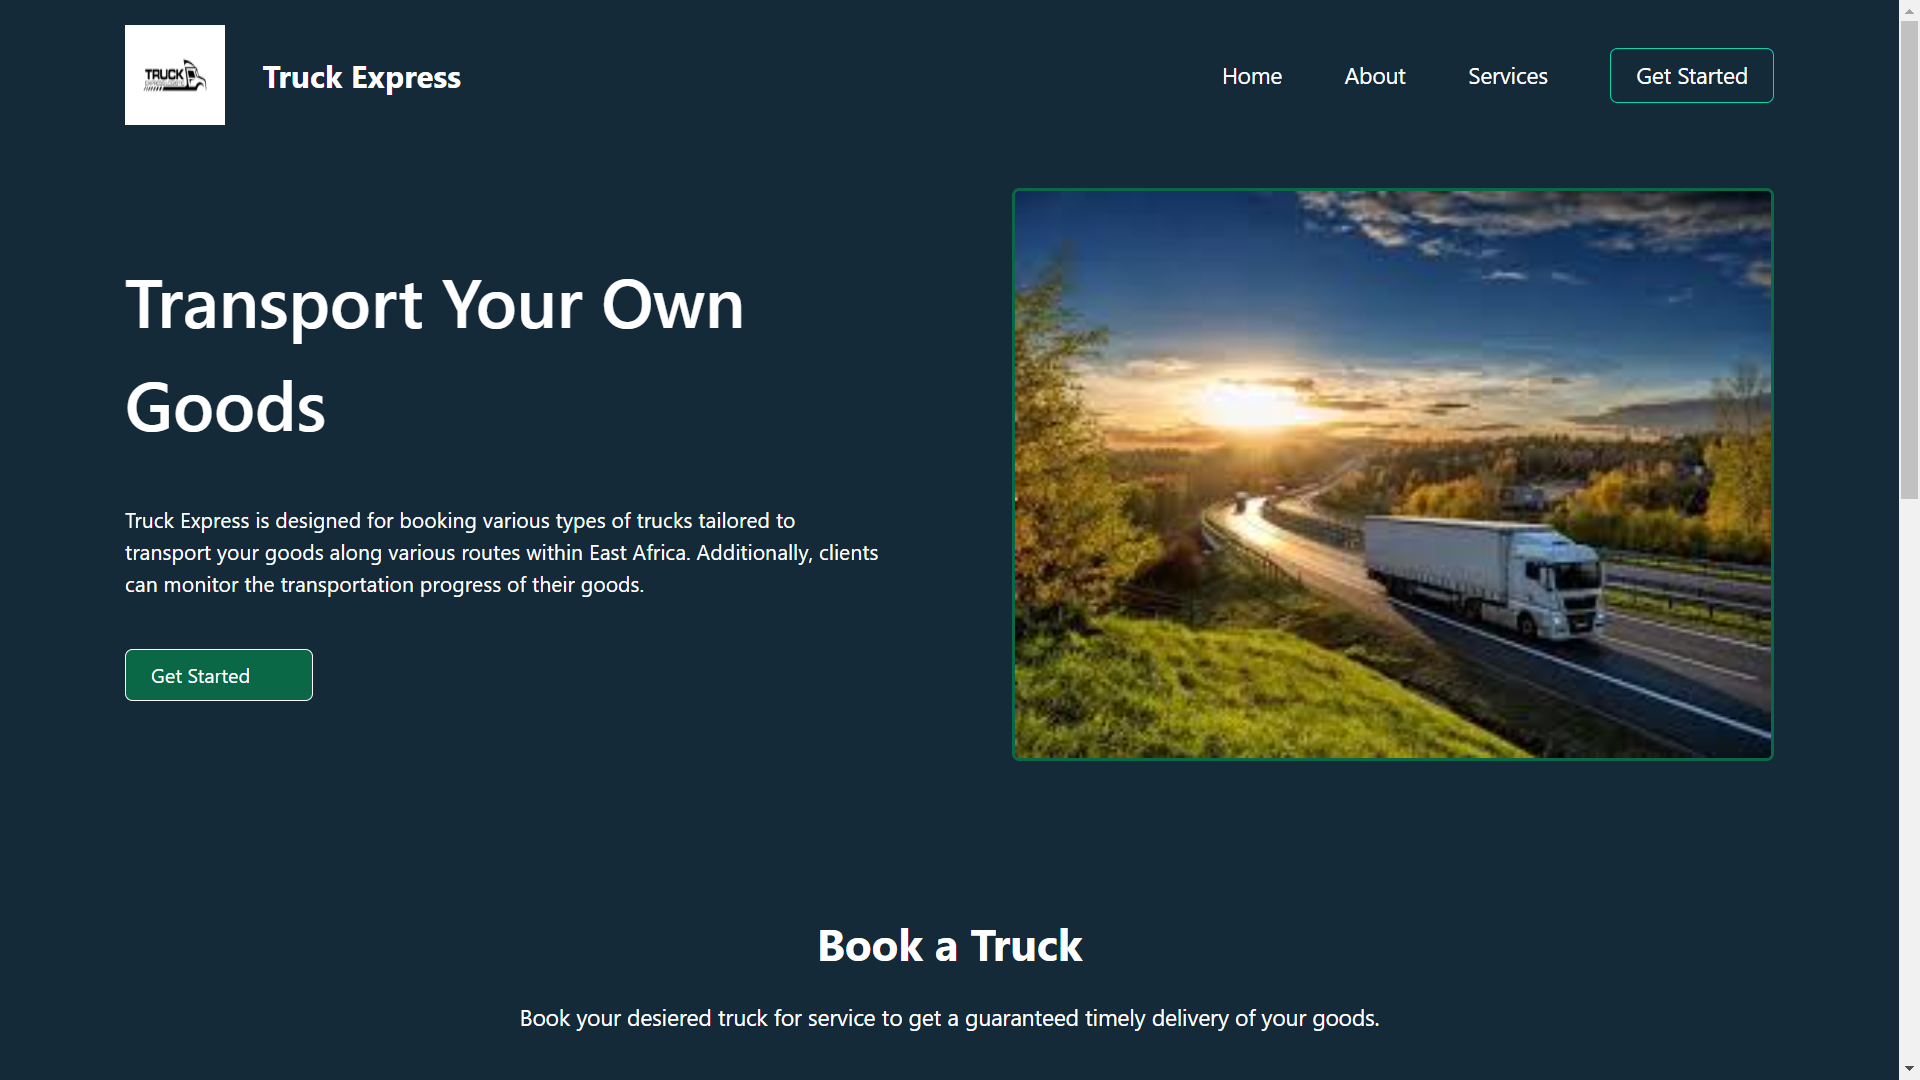 TRUCK
Truck Express
Home
About
Services
Get Started
Transport Your Own
Goods
Truck Express is designed for booking various types of trucks tailored to
transport your goods along various routes within East Africa. Additionally, clients
can monitor the transportation progress of their goods.
Get Started
Book a Truck
Book your desiered truck for service to get a guaranteed timely delivery of your goods.